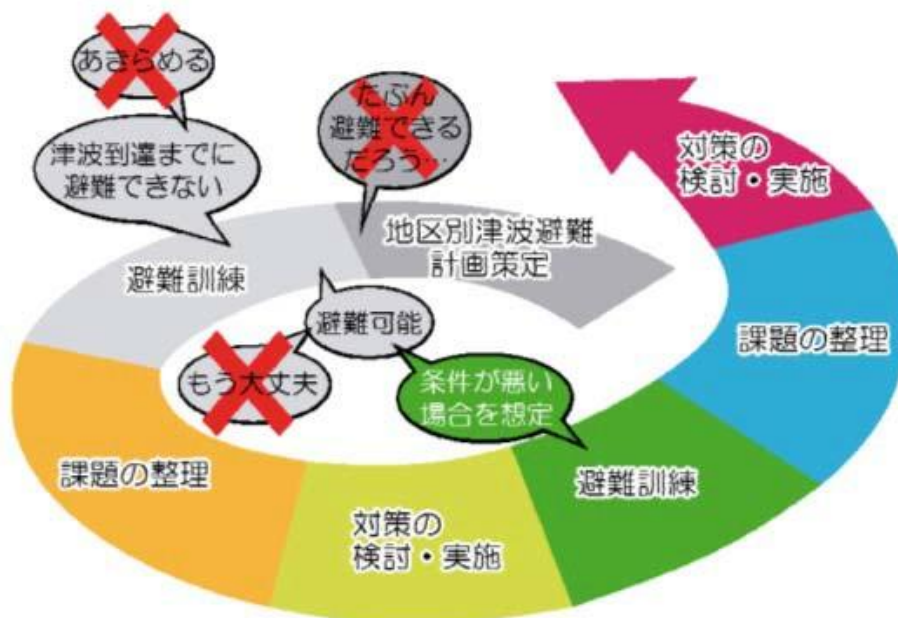 あきらめる
津波到達までに
避難できない
たぶん
避難できる
だろう…
対策の
検討・実施
地区別津波避難
計画策定
避難訓練
避難可能
もう大丈夫
条件が悪い
場合を想定
課題の整理
課題の整理
避難訓練
対策の
検討・実施